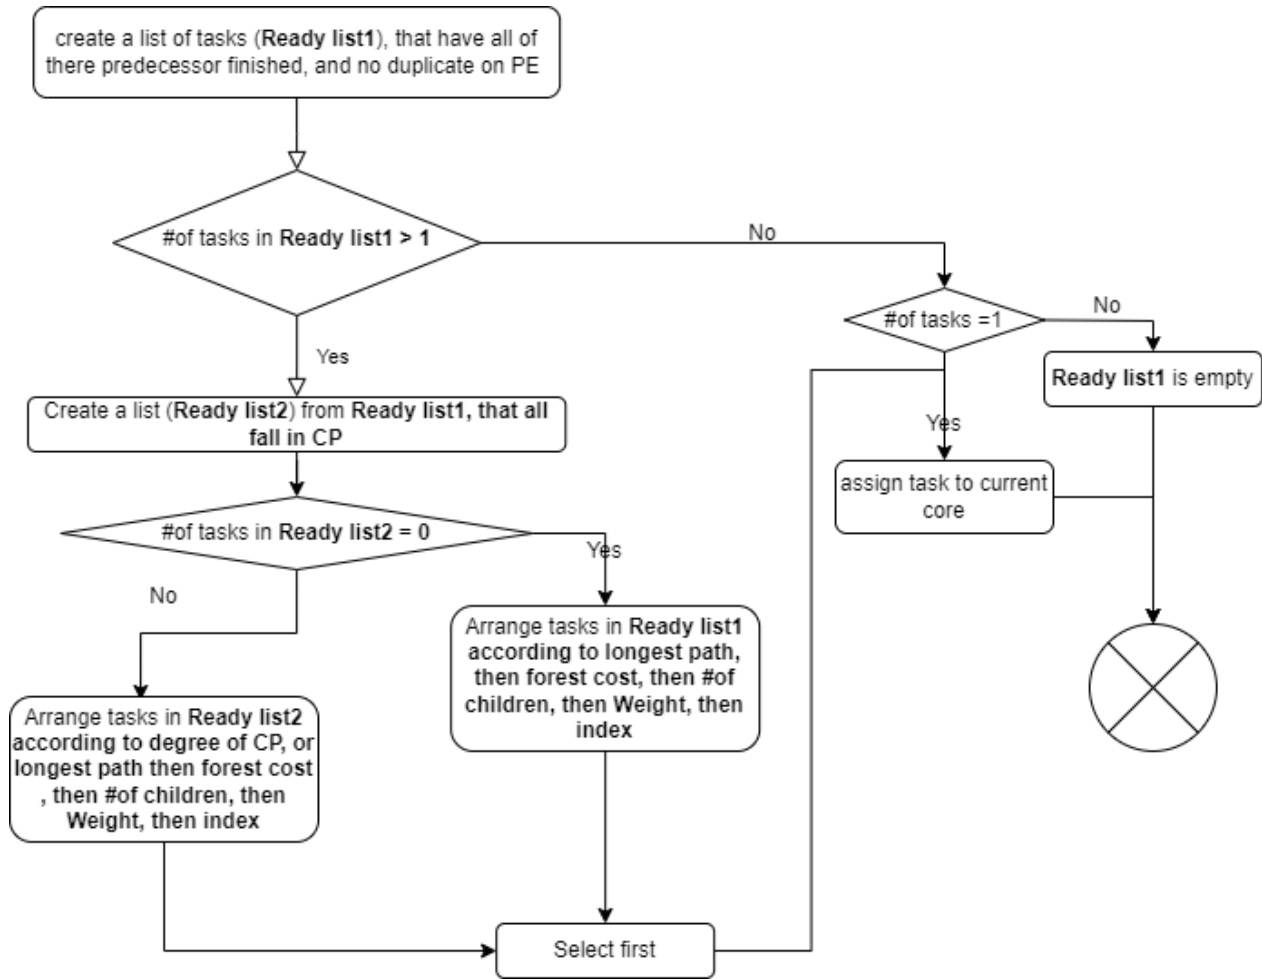 create a list of tasks (Ready list1), that have all of
there predecessor finished, and no duplicate on PE
#of tasks in Ready list1 > 1
No
#of tasks =1
No
Yes
Ready list1 is empty
Create a list (Ready list2) from Ready list1, that all
fall in CP
Yes
assign task to current
core
#of tasks in Ready list2 = 0
Yes
No
Arrange tasks in Ready list1
according to longest path,
then forest cost, then #of
children, then Weight, then
index
Arrange tasks in Ready list2
according to degree of CP, or
longest path then forest cost
, then #of children, then
Weight, then index
Select first